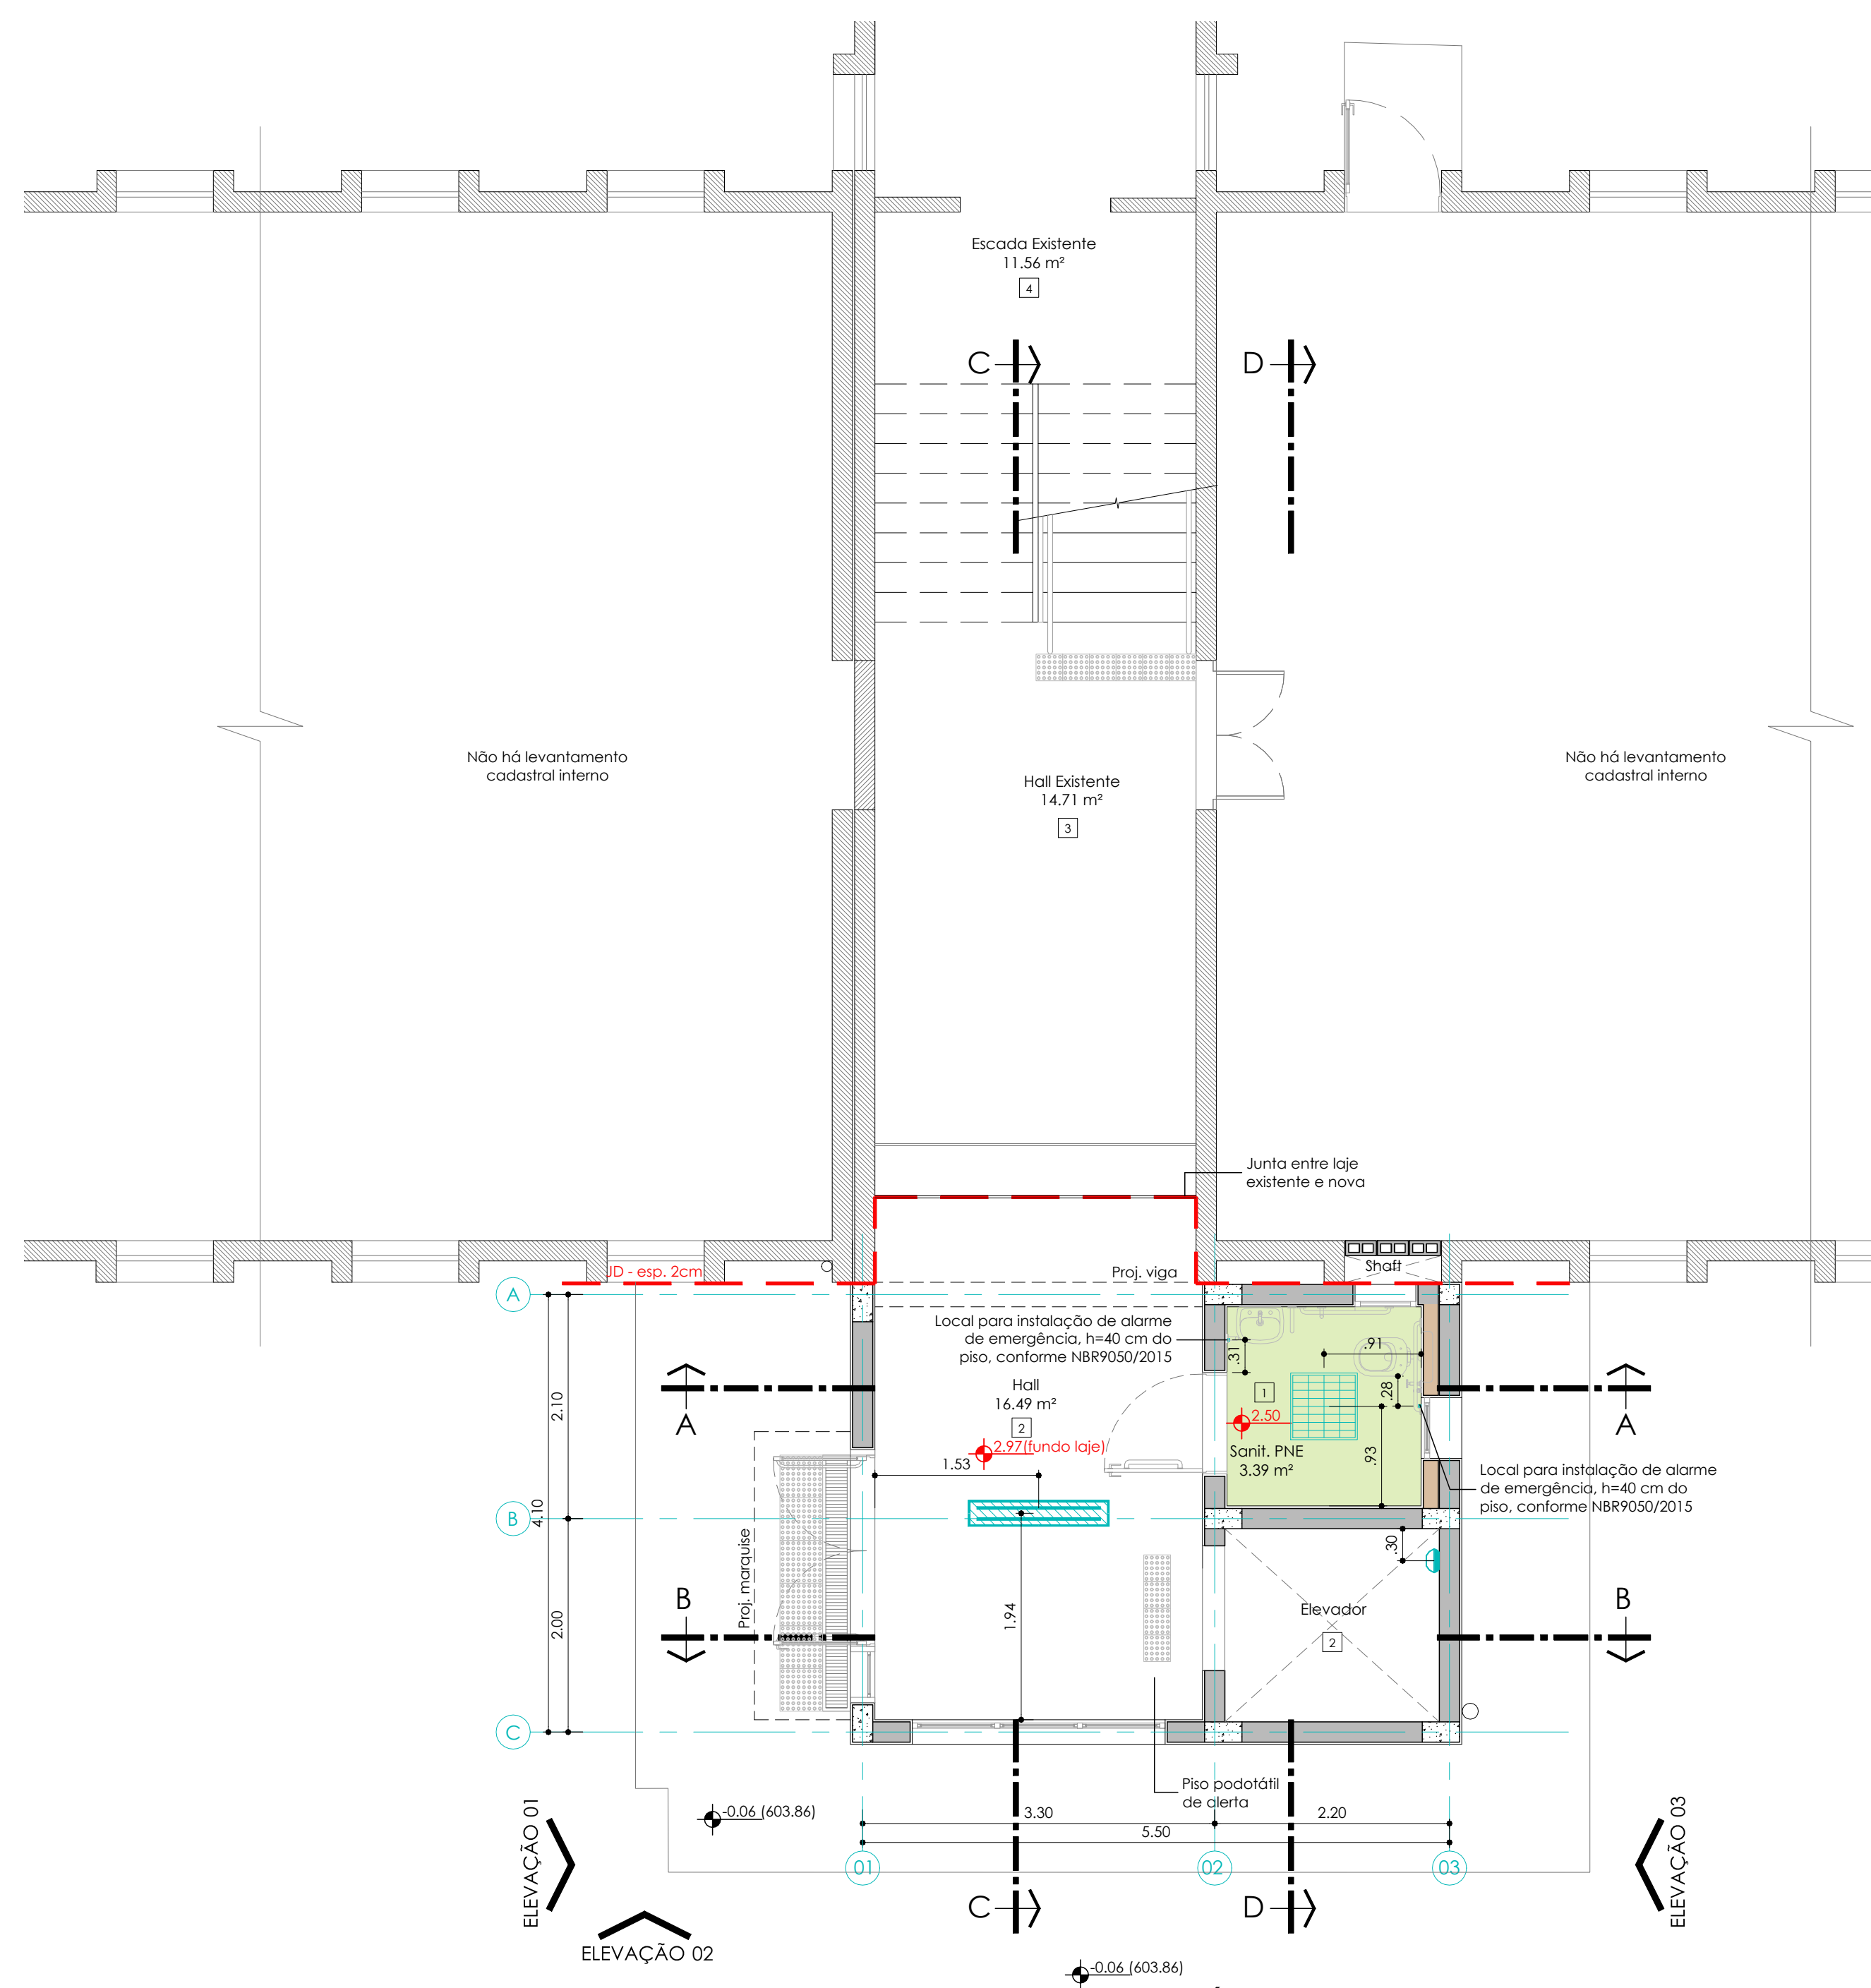 Escada Existente
11.56 m²
4
C
D
Não há levantamento
cadastral interno
Hall Existente
14.71 m²
3
Não há levantamento
cadastral interno
Junta entre laje
existente e nova
JD - esp. 2cm
Proj. viga
Shaft
A
Local para instalação de alarme
de emergência, h=40 cm do
piso, conforme NBR9050/2015
.31
.91
.28
Hall
16.49 m²
2
1
2.50
2.97(fundo laje)
Sanit. PNE
3.39 m²
.93
A
A
2.10
4.10
1.53
Local para instalação de alarme
de emergência, h=40 cm do
piso, conforme NBR9050/2015
B
.30
Proj. marquise
B
B
2.00
1.94
Elevador
2
C
Piso podotátil
de alerta
-0.06 (603.86)
3.30
2.20
5.50
01
02
03
ELEVAÇÃO 01
ELEVAÇÃO 03
C
D
ELEVAÇÃO 02
-0.06 (603.86)